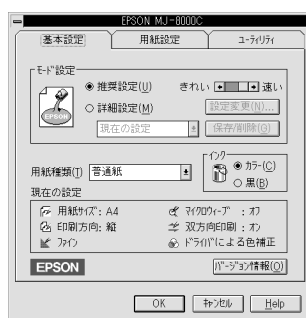 EPSON MJ-8000C
基本設定 用紙設定 ユーティリティ
モード設定
推奨設定(U) きれい 速い
詳細設定(M) 設定変更(N)...
現在の設定 保存/削除(G)
EPSON
用紙種類(T) 普通紙
インク
カラー(C)
黒(B)
現在の設定
用紙サイズ: A4 マイクロウィーブ : オフ
印刷方向: 縦 双方向印刷 : オン
ファイン ドライバによる色補正
EPSON バージョン情報(O)
OK キャンセル Help